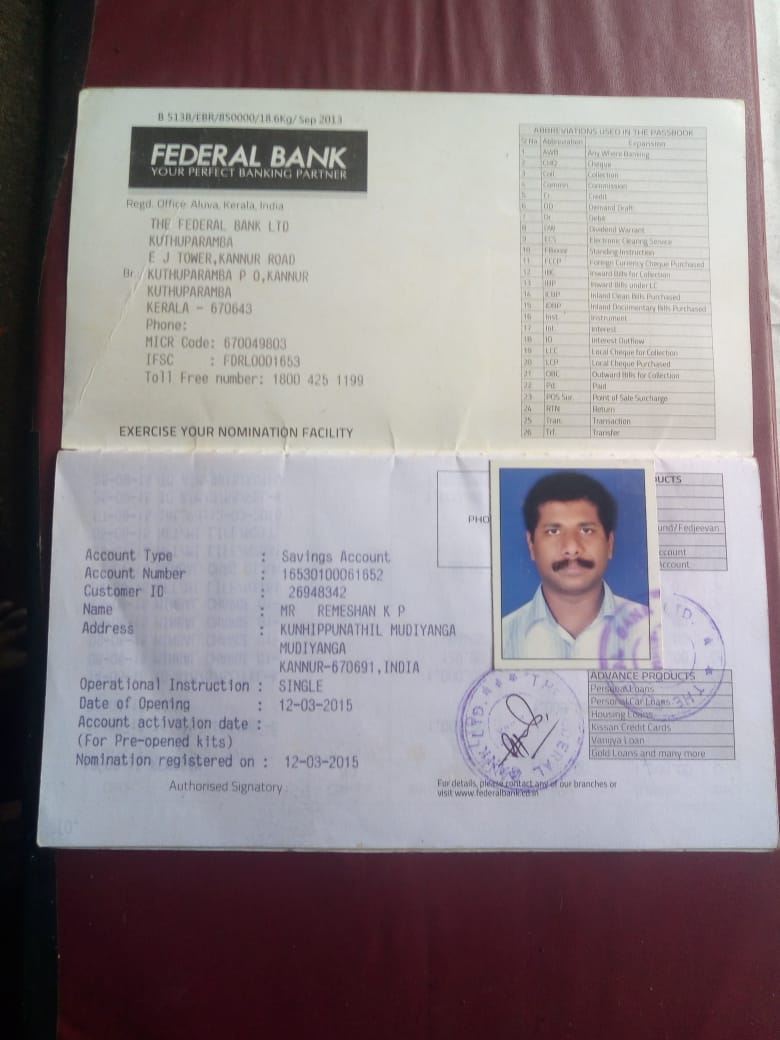 B 513B/EBR/850000/18.6Kg/Sep 2013
FEDERAL BANK
YOUR PERFECT BANKING PARTNER
Regd. Office. Aluva, Kerala, India
THE FEDERAL BANK LTD
KUTHUPARAMBA
E J TOWER,KANNUR ROAD
Br.: KUTHUPARAMBA P O,KANNUR
KUTHUPARAMBA
KERALA - 670643
Phone:
MICR Code: 670049803
IFSC : FDRL0001653
Toll Free number: 1800 425 1199
EXERCISE YOUR NOMINATION FACILITY
ABBREVIATIONS USED IN THE PASSBOOK
Sl No Abbreviation Expansion
1 AWB Any Where Banking
2 CHQ Cheque
3 Coll. Collection
4 Commn. Commission
5 Cr. Credit
6 DD Demand Draft
7 Dr. Debit
8 DW Dividend Warrant
9 ECS Electronic Clearing Service
10 Standing Instruction
11 FCCP Foreign Currency Cheque Purchased
12 IBC Inward Bills for Collection
13 IBP Inward Bills under LC
14 ICBP Inland Clean Bills Purchased
15 IDBP Inland Documentary Bills Purchased
16 Inst. Instrument
17 Int. Interest
18 IO Interest Outflow
19 LCC Local Cheque for Collection
20 LCP Local Cheque Purchased
21 OBC Outward Bills for Collection
22 Pd. Paid
23 POS Sur. Point of Sale Surcharge
24 RTN Return
25 Tran. Transaction
26 Trf. Transfer
Account Type : Savings Account
Account Number : 16530100061652
Customer ID : 26948342
Name : MR REMESHAN K P
Address : KUNHIPPUNATHIL MUDIYANGA
MUDIYANGA
KANNUR-670691,INDIA
Operational Instruction : SINGLE
Date of Opening : 12-03-2015
Account activation date :
(For Pre-opened kits)
Nomination registered on : 12-03-2015
Authorised Signatory
PHO
UCTS
und/Fedjeevan
ccount
ccount
ADVANCE PRODUCTS
Personal Loans
Personal Car Loans
Housing Loans
Kissan Credit Cards
Vanijya Loan
Gold Loans and many more
For details, please contact any of our branches or
visit www.federalbank.co.in